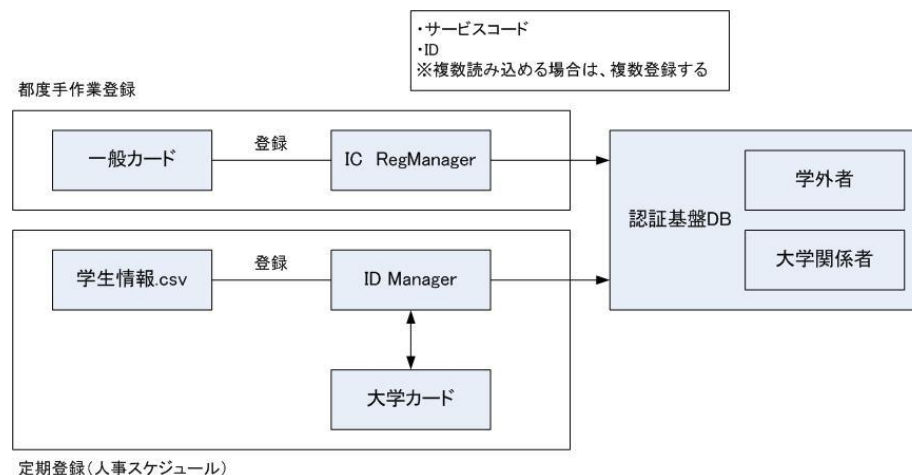 ・サービスコード
・ID
※複数読み込める場合は、複数登録する
都度手作業登録
一般カード
登録
IC RegManager
学外者
認証基盤DB
大学関係者
学生情報.csv
登録
ID Manager
大学カード
定期登録(人事スケジュール)